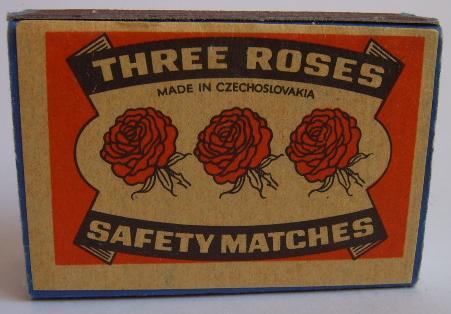 THREE ROSES
MADE IN CZECHOSLOVAKIA
SAFETY MATCHES